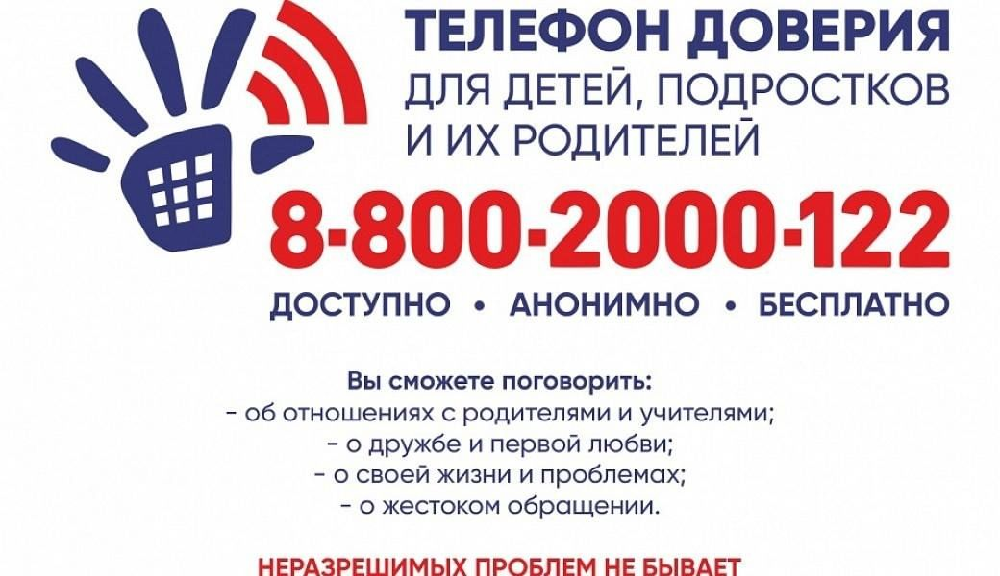 ТЕЛЕФОН ДОВЕРИЯ
ДЛЯ ДЕТЕЙ, ПОДРОСТКОВ
И ИХ РОДИТЕЛЕЙ
8-800-2000-122
ДОСТУПНО • АНОНИМНО • БЕСПЛАТНО
Вы сможете поговорить:
- об отношениях с родителями и учителями;
- о дружбе и первой любви;
- о своей жизни и проблемах;
- о жестоком обращении.
НЕРАЗРЕШИМЫХ ПРОБЛЕМ НЕ БЫВАЕТ